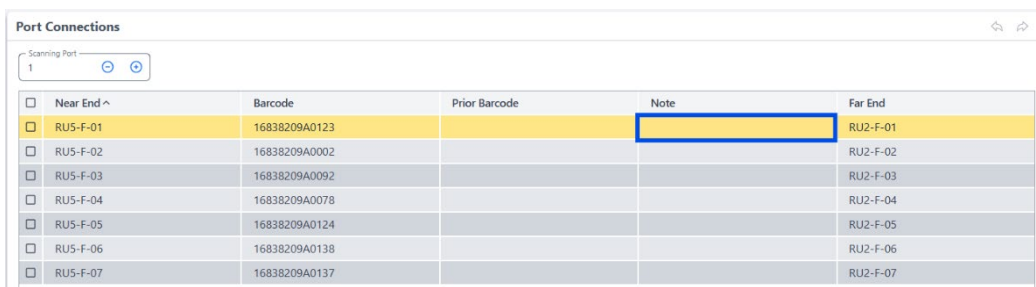 Port Connections
Scanning Port
1
Near End Barcode Prior Barcode Note Far End
RU5-F-01 16838209A0123 RU2-F-01
RU5-F-02 16838209A0002 RU2-F-02
RU5-F-03 16838209A0092 RU2-F-03
RU5-F-04 16838209A0078 RU2-F-04
RU5-F-05 16838209A0124 RU2-F-05
RU5-F-06 16838209A0138 RU2-F-06
RU5-F-07 16838209A0137 RU2-F-07